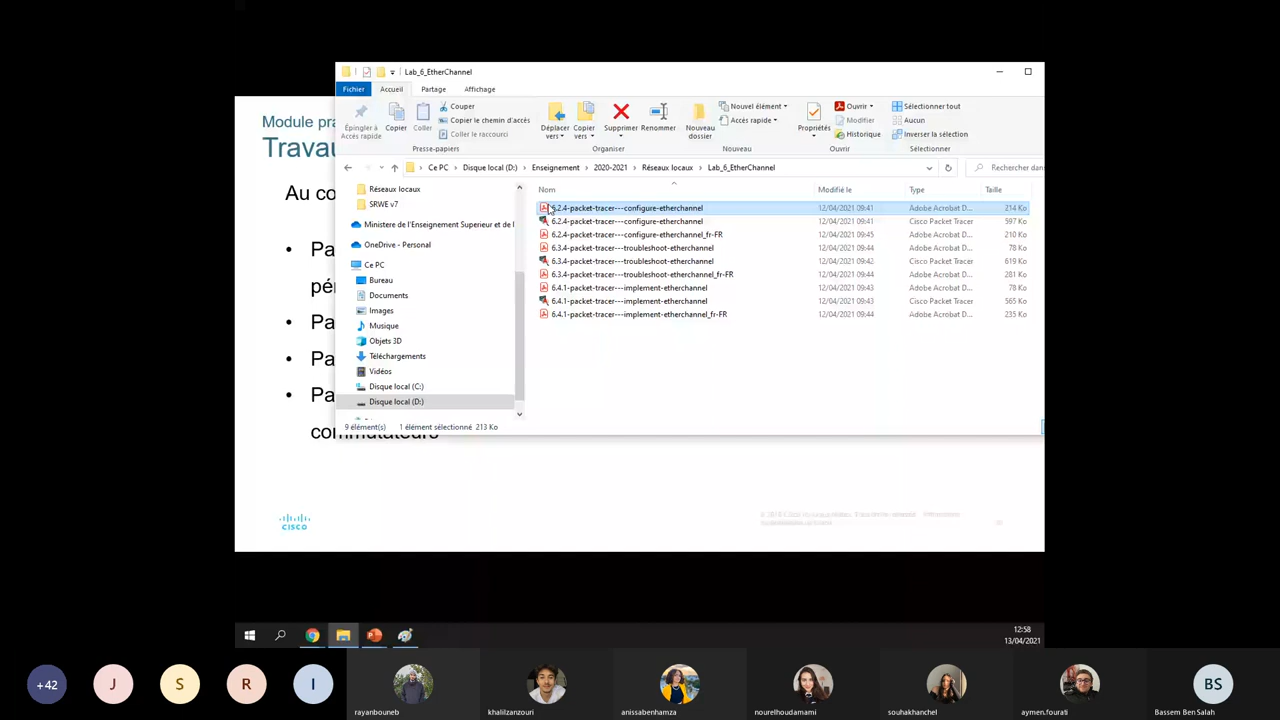 Lab_6_EtherChannel
Fichier Accueil Partage Affichage
Épingler à Accès rapide
Copier
Coller
Couper
Copier le chemin d'accès
Coller le raccourci
Presse-papiers
Déplacer vers
Copier vers
Supprimer
Renommer
Organiser
Nouveau dossier
Nouvel élément
Accès rapide
Nouveau
Propriétés
Ouvrir
Modifier
Historique
Ouvrir
Sélectionner tout
Aucun
Inverser la sélection
Sélectionner
Ce PC > Disque local (D:) > Enseignement > 2020-2021 > Réseaux locaux > Lab_6_EtherChannel
Rechercher dan
Réseaux locaux
SRWE v7
Ministere de l'Enseignement Superieur et de l
OneDrive - Personal
Ce PC
Bureau
Documents
Images
Musique
Objets 3D
Téléchargements
Vidéos
Disque local (C:)
Disque local (D:)
Nom Modifié le Type Taille
6.2.4-packet-tracer---configure-etherchannel 12/04/2021 09:41 Adobe Acrobat D... 214 Ko
6.2.4-packet-tracer---configure-etherchannel 12/04/2021 09:41 Cisco Packet Tracer 597 Ko
6.2.4-packet-tracer---configure-etherchannel_fr-FR 12/04/2021 09:45 Adobe Acrobat D... 210 Ko
6.3.4-packet-tracer---troubleshoot-etherchannel 12/04/2021 09:44 Adobe Acrobat D... 78 Ko
6.3.4-packet-tracer---troubleshoot-etherchannel 12/04/2021 09:42 Cisco Packet Tracer 619 Ko
6.3.4-packet-tracer---troubleshoot-etherchannel_fr-FR 12/04/2021 09:44 Adobe Acrobat D... 281 Ko
6.4.1-packet-tracer---implement-etherchannel 12/04/2021 09:43 Adobe Acrobat D... 78 Ko
6.4.1-packet-tracer---implement-etherchannel 12/04/2021 09:43 Cisco Packet Tracer 565 Ko
6.4.1-packet-tracer---implement-etherchannel_fr-FR 12/04/2021 09:44 Adobe Acrobat D... 235 Ko
9 élément(s) 1 élément sélectionné 213 Ko
Module pra
Travau
Au co
• Pa
pé
• Pa
• Pa
• Pa
commutateurs
CISCO
12:58
13/04/2021
+42 J S R I BS
rayanbouneb khalilzanzouri anissabenhamza nourelhoudamami souhakhanchel aymen.fourati Bassem Ben Salah